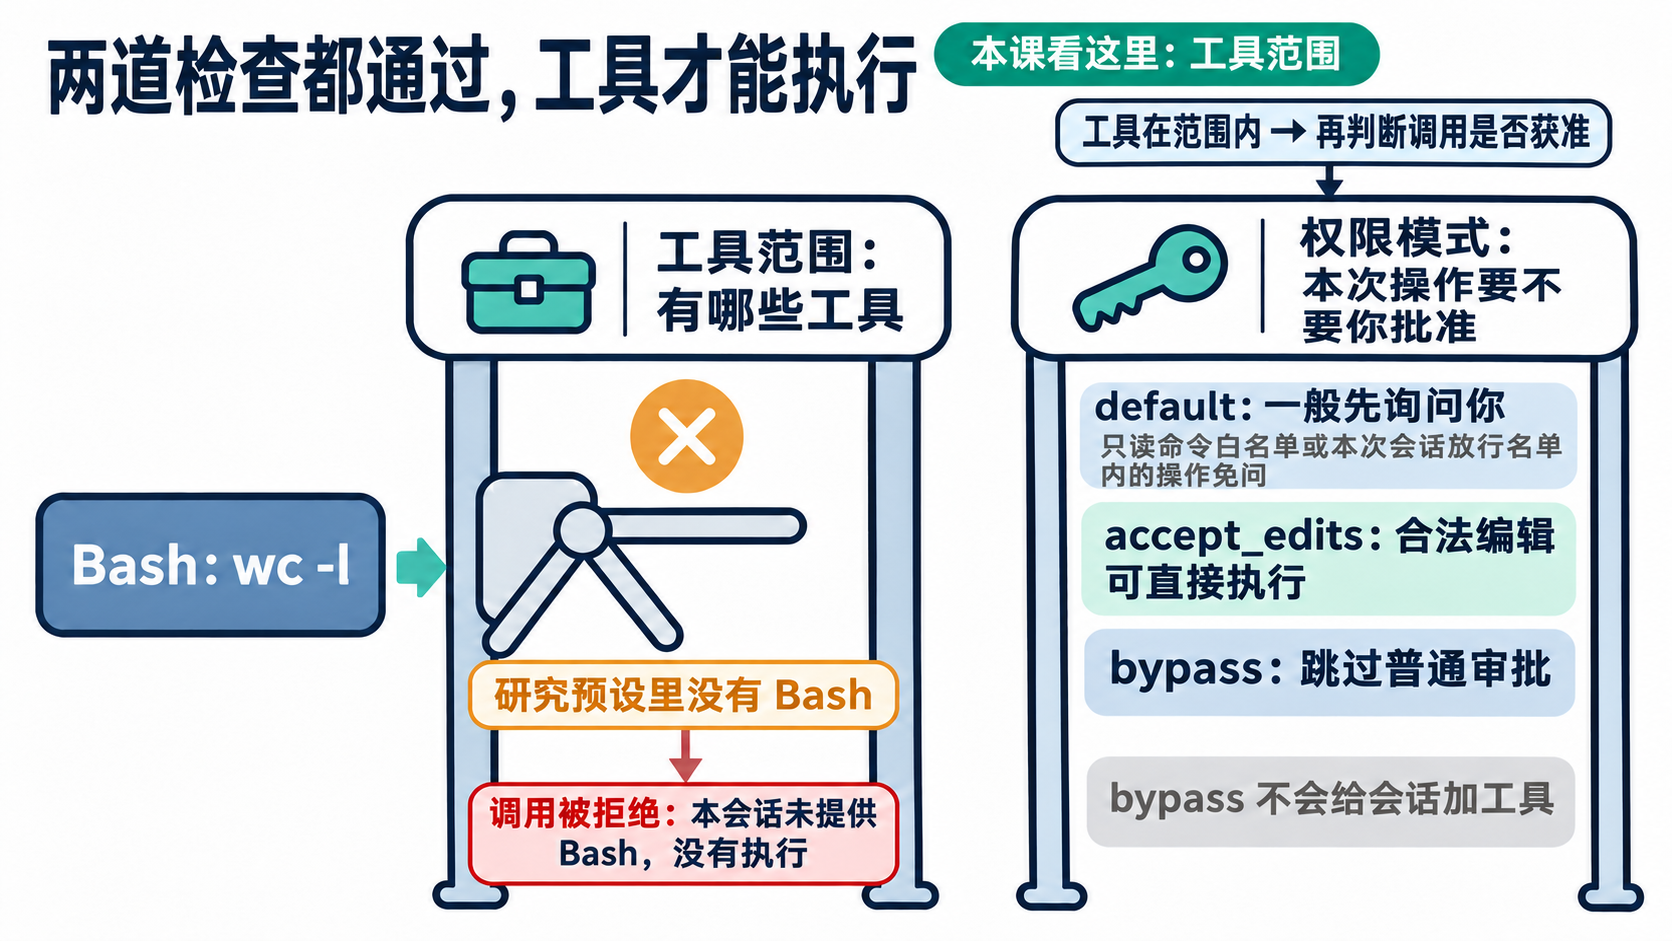 两道检查都通过，工具才能执行
本课看这里：工具范围
工具在范围内 → 再判断调用是否获准
工具范围：
有哪些工具
权限模式：
本次操作要不
要你批准
Bash: wc -l
研究预设里没有 Bash
调用被拒绝：本会话未提供
Bash，没有执行
default：一般先询问你
只读命令白名单或本次会话放行名单
内的操作免问
accept_edits：合法编辑
可直接执行
bypass：跳过普通审批
bypass 不会给会话加工具